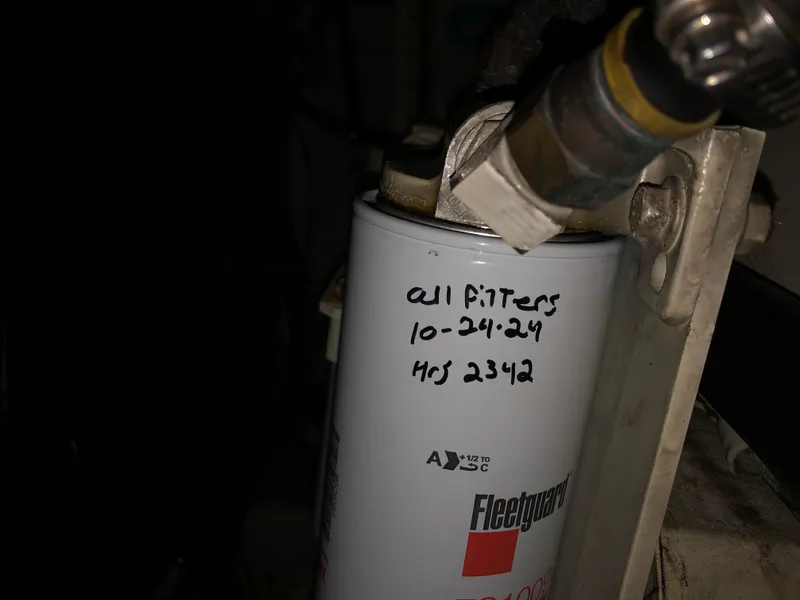 all filters
10-24-24
Hrs 2342
A +1/2 TO C
Fleetguard